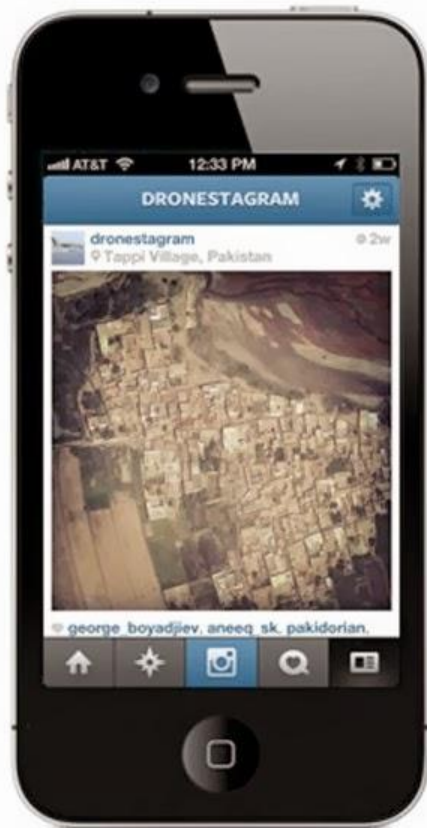 AT&T 12:33 PM
DRONESTAGRAM
dronestagram 2w
Tappi Village, Pakistan
george_boyadjiev, aneeq_sk, pakidorian,